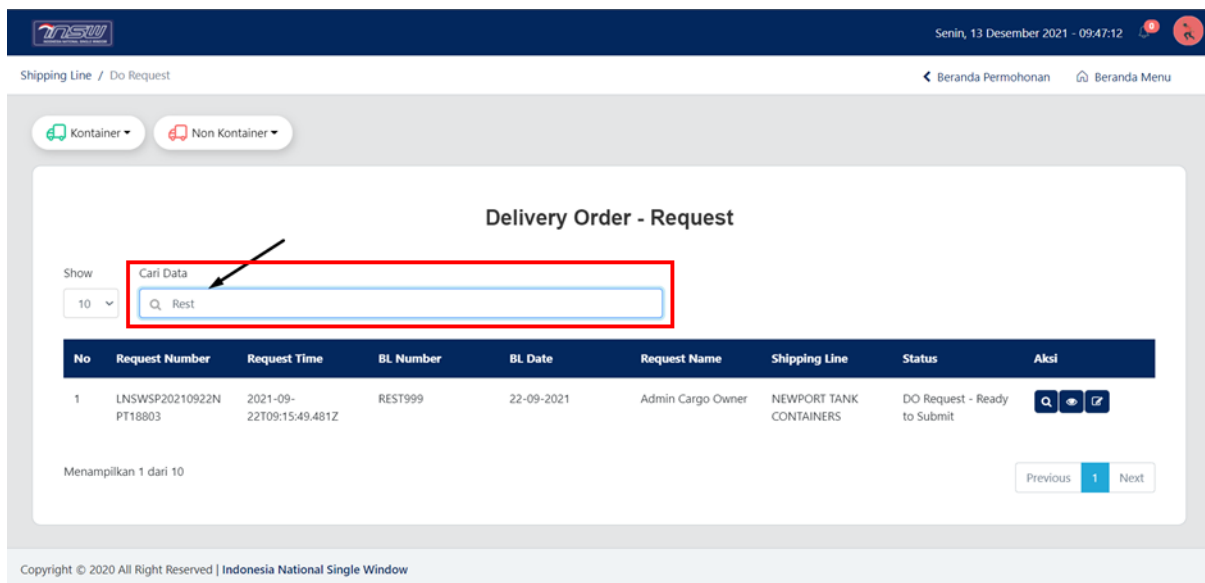 INSW
Senin, 13 Desember 2021 - 09:47:12 0
Shipping Line / Do Request Beranda Permohonan Beranda Menu
Kontainer Non Kontainer
Delivery Order - Request
Show Cari Data
10 Rest
No Request Number Request Time BL Number BL Date Request Name Shipping Line Status Aksi
1 LNSWSP20210922N 2021-09- REST999 22-09-2021 Admin Cargo Owner NEWPORT TANK DO Request - Ready
PT18803 22T09:15:49.481Z CONTAINERS to Submit
Menampilkan 1 dari 10
Previous 1 Next
Copyright © 2020 All Right Reserved | Indonesia National Single Window